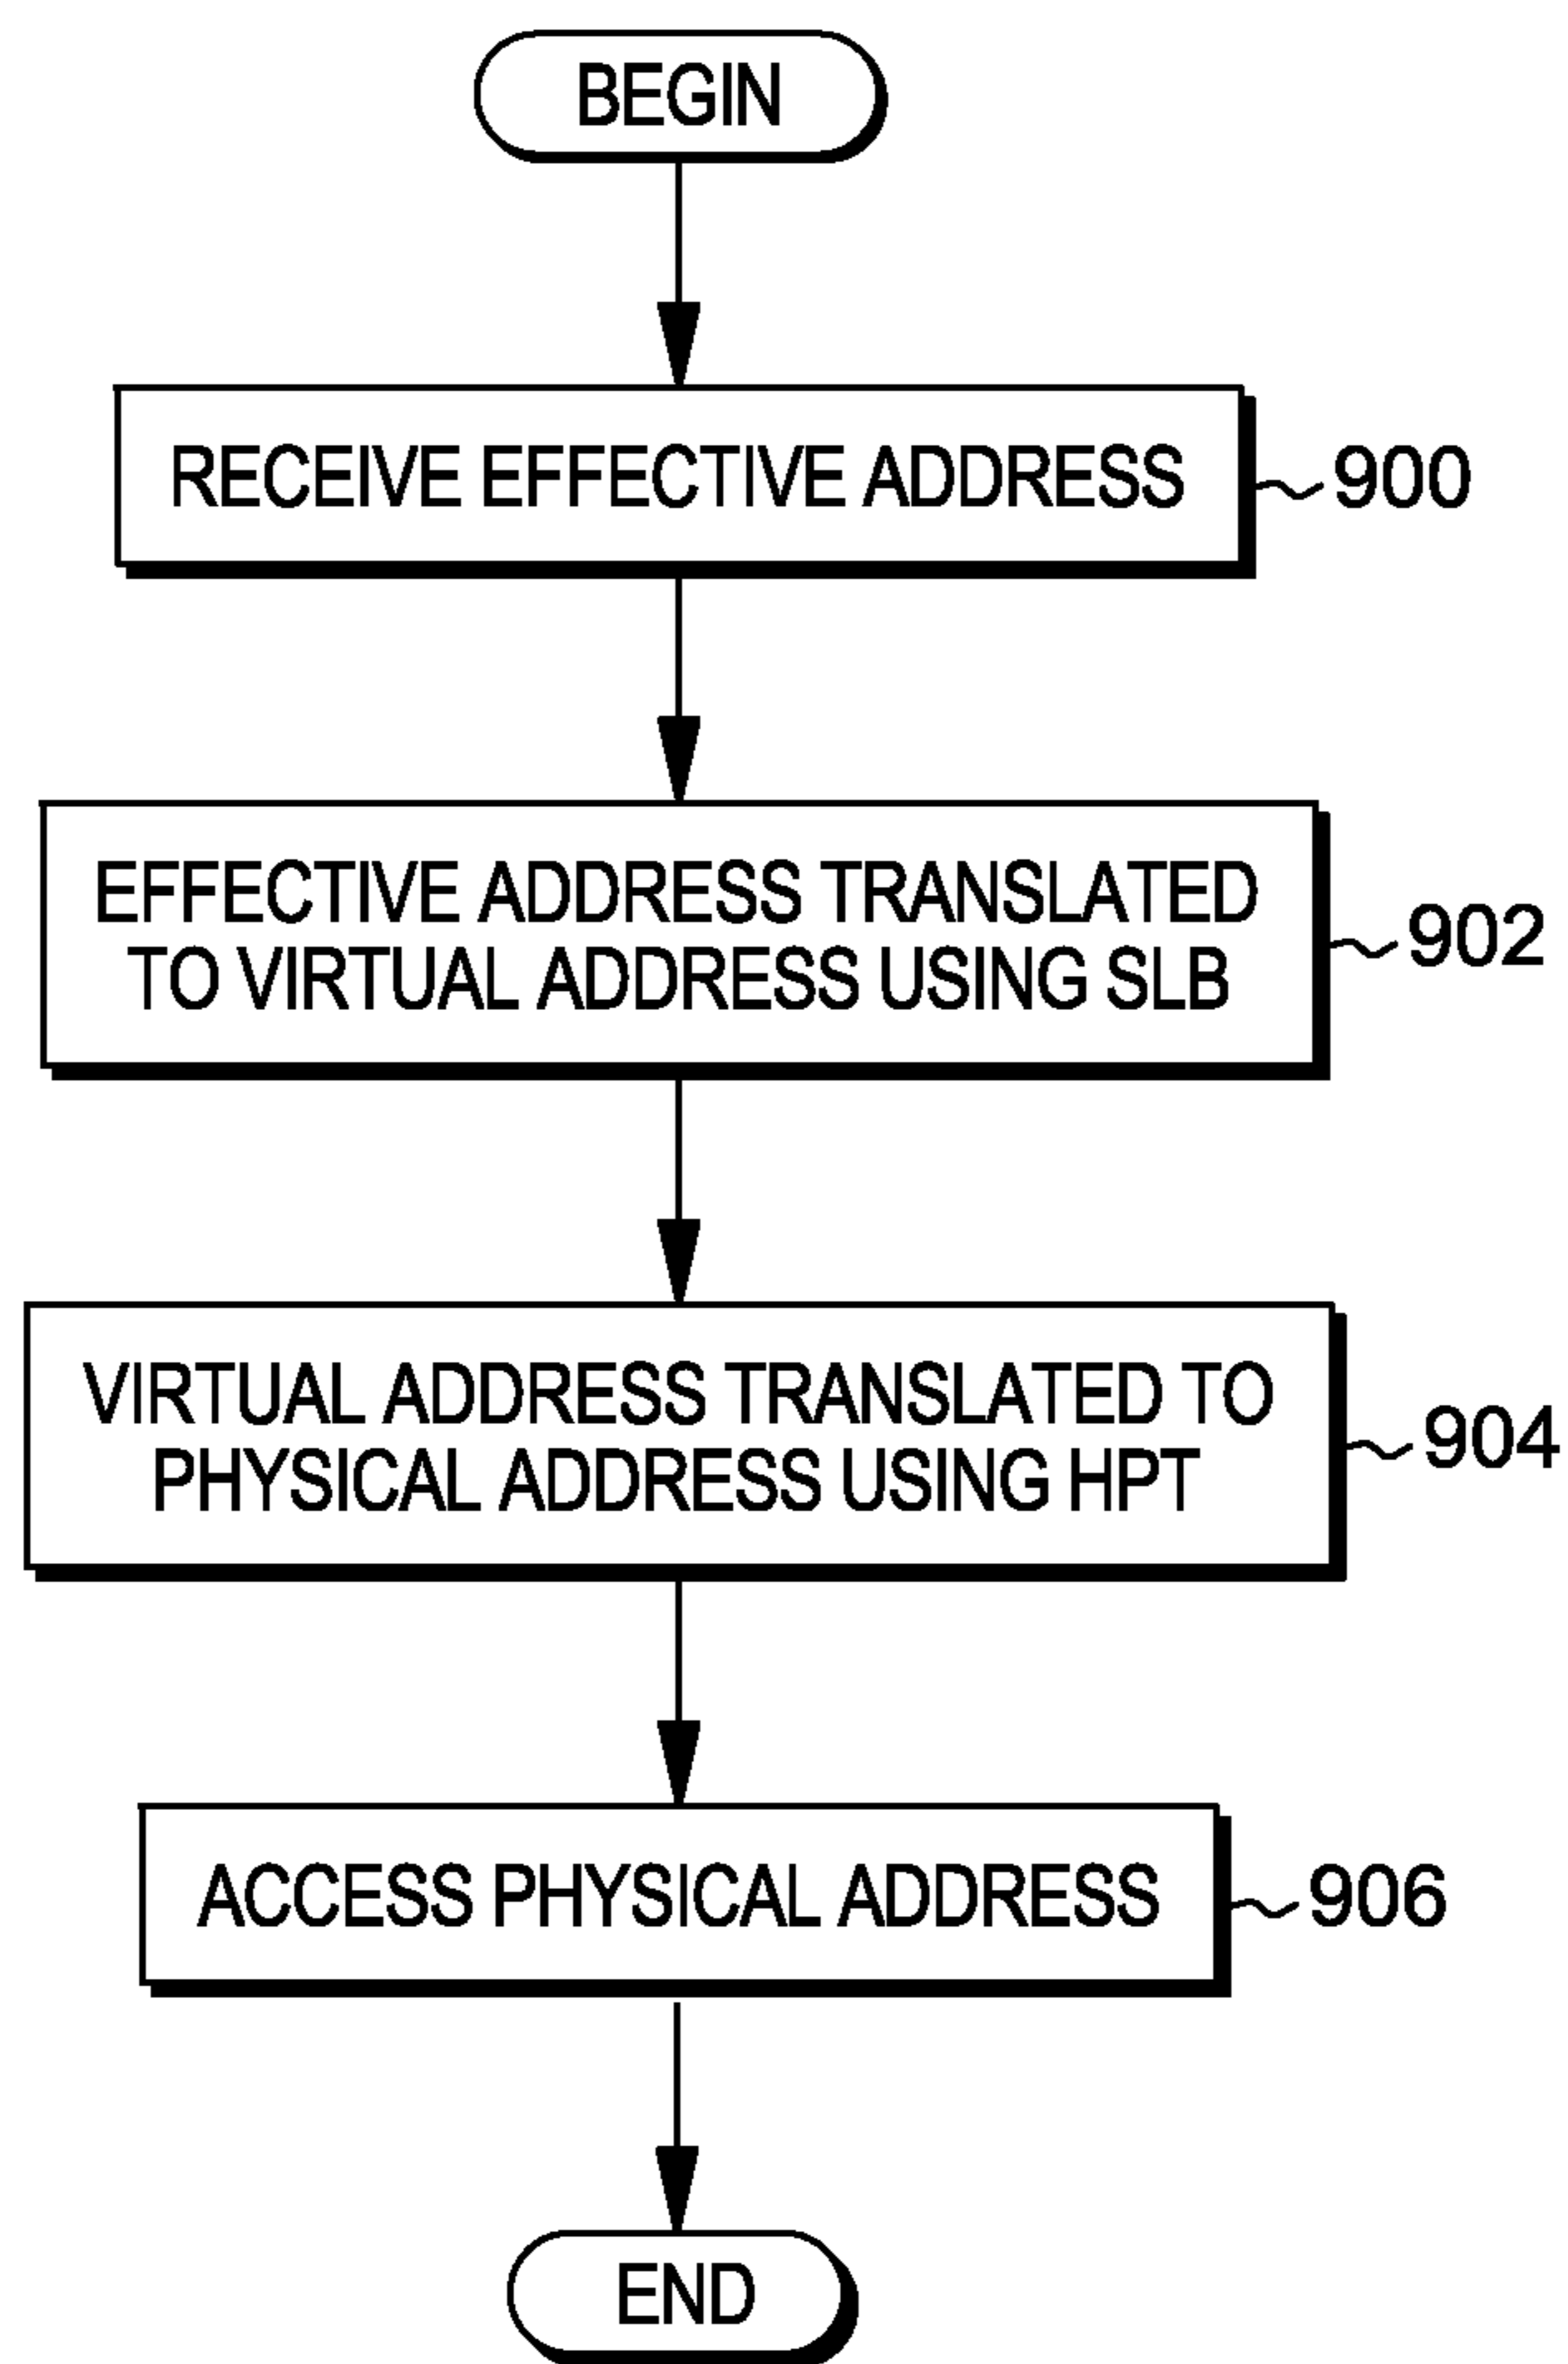 BEGIN
RECEIVE EFFECTIVE ADDRESS
900
EFFECTIVE ADDRESS TRANSLATED
TO VIRTUAL ADDRESS USING SLB
902
VIRTUAL ADDRESS TRANSLATED TO
PHYSICAL ADDRESS USING HPT
904
ACCESS PHYSICAL ADDRESS
906
END